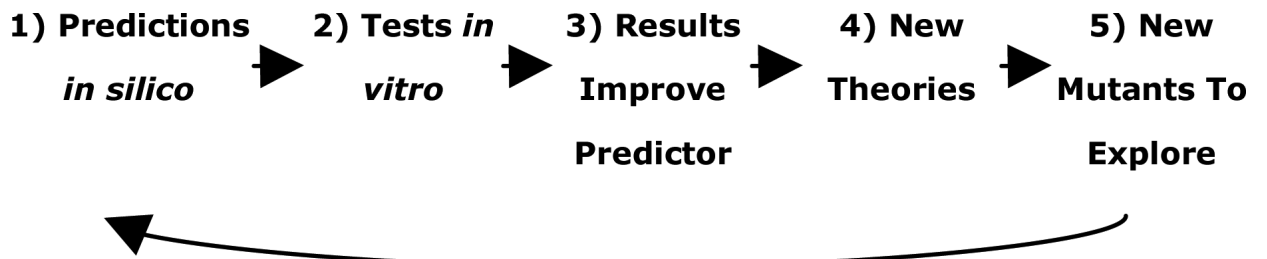 1) Predictions
in silico
2) Tests in
vitro
3) Results
Improve
Predictor
4) New
Theories
5) New
Mutants To
Explore